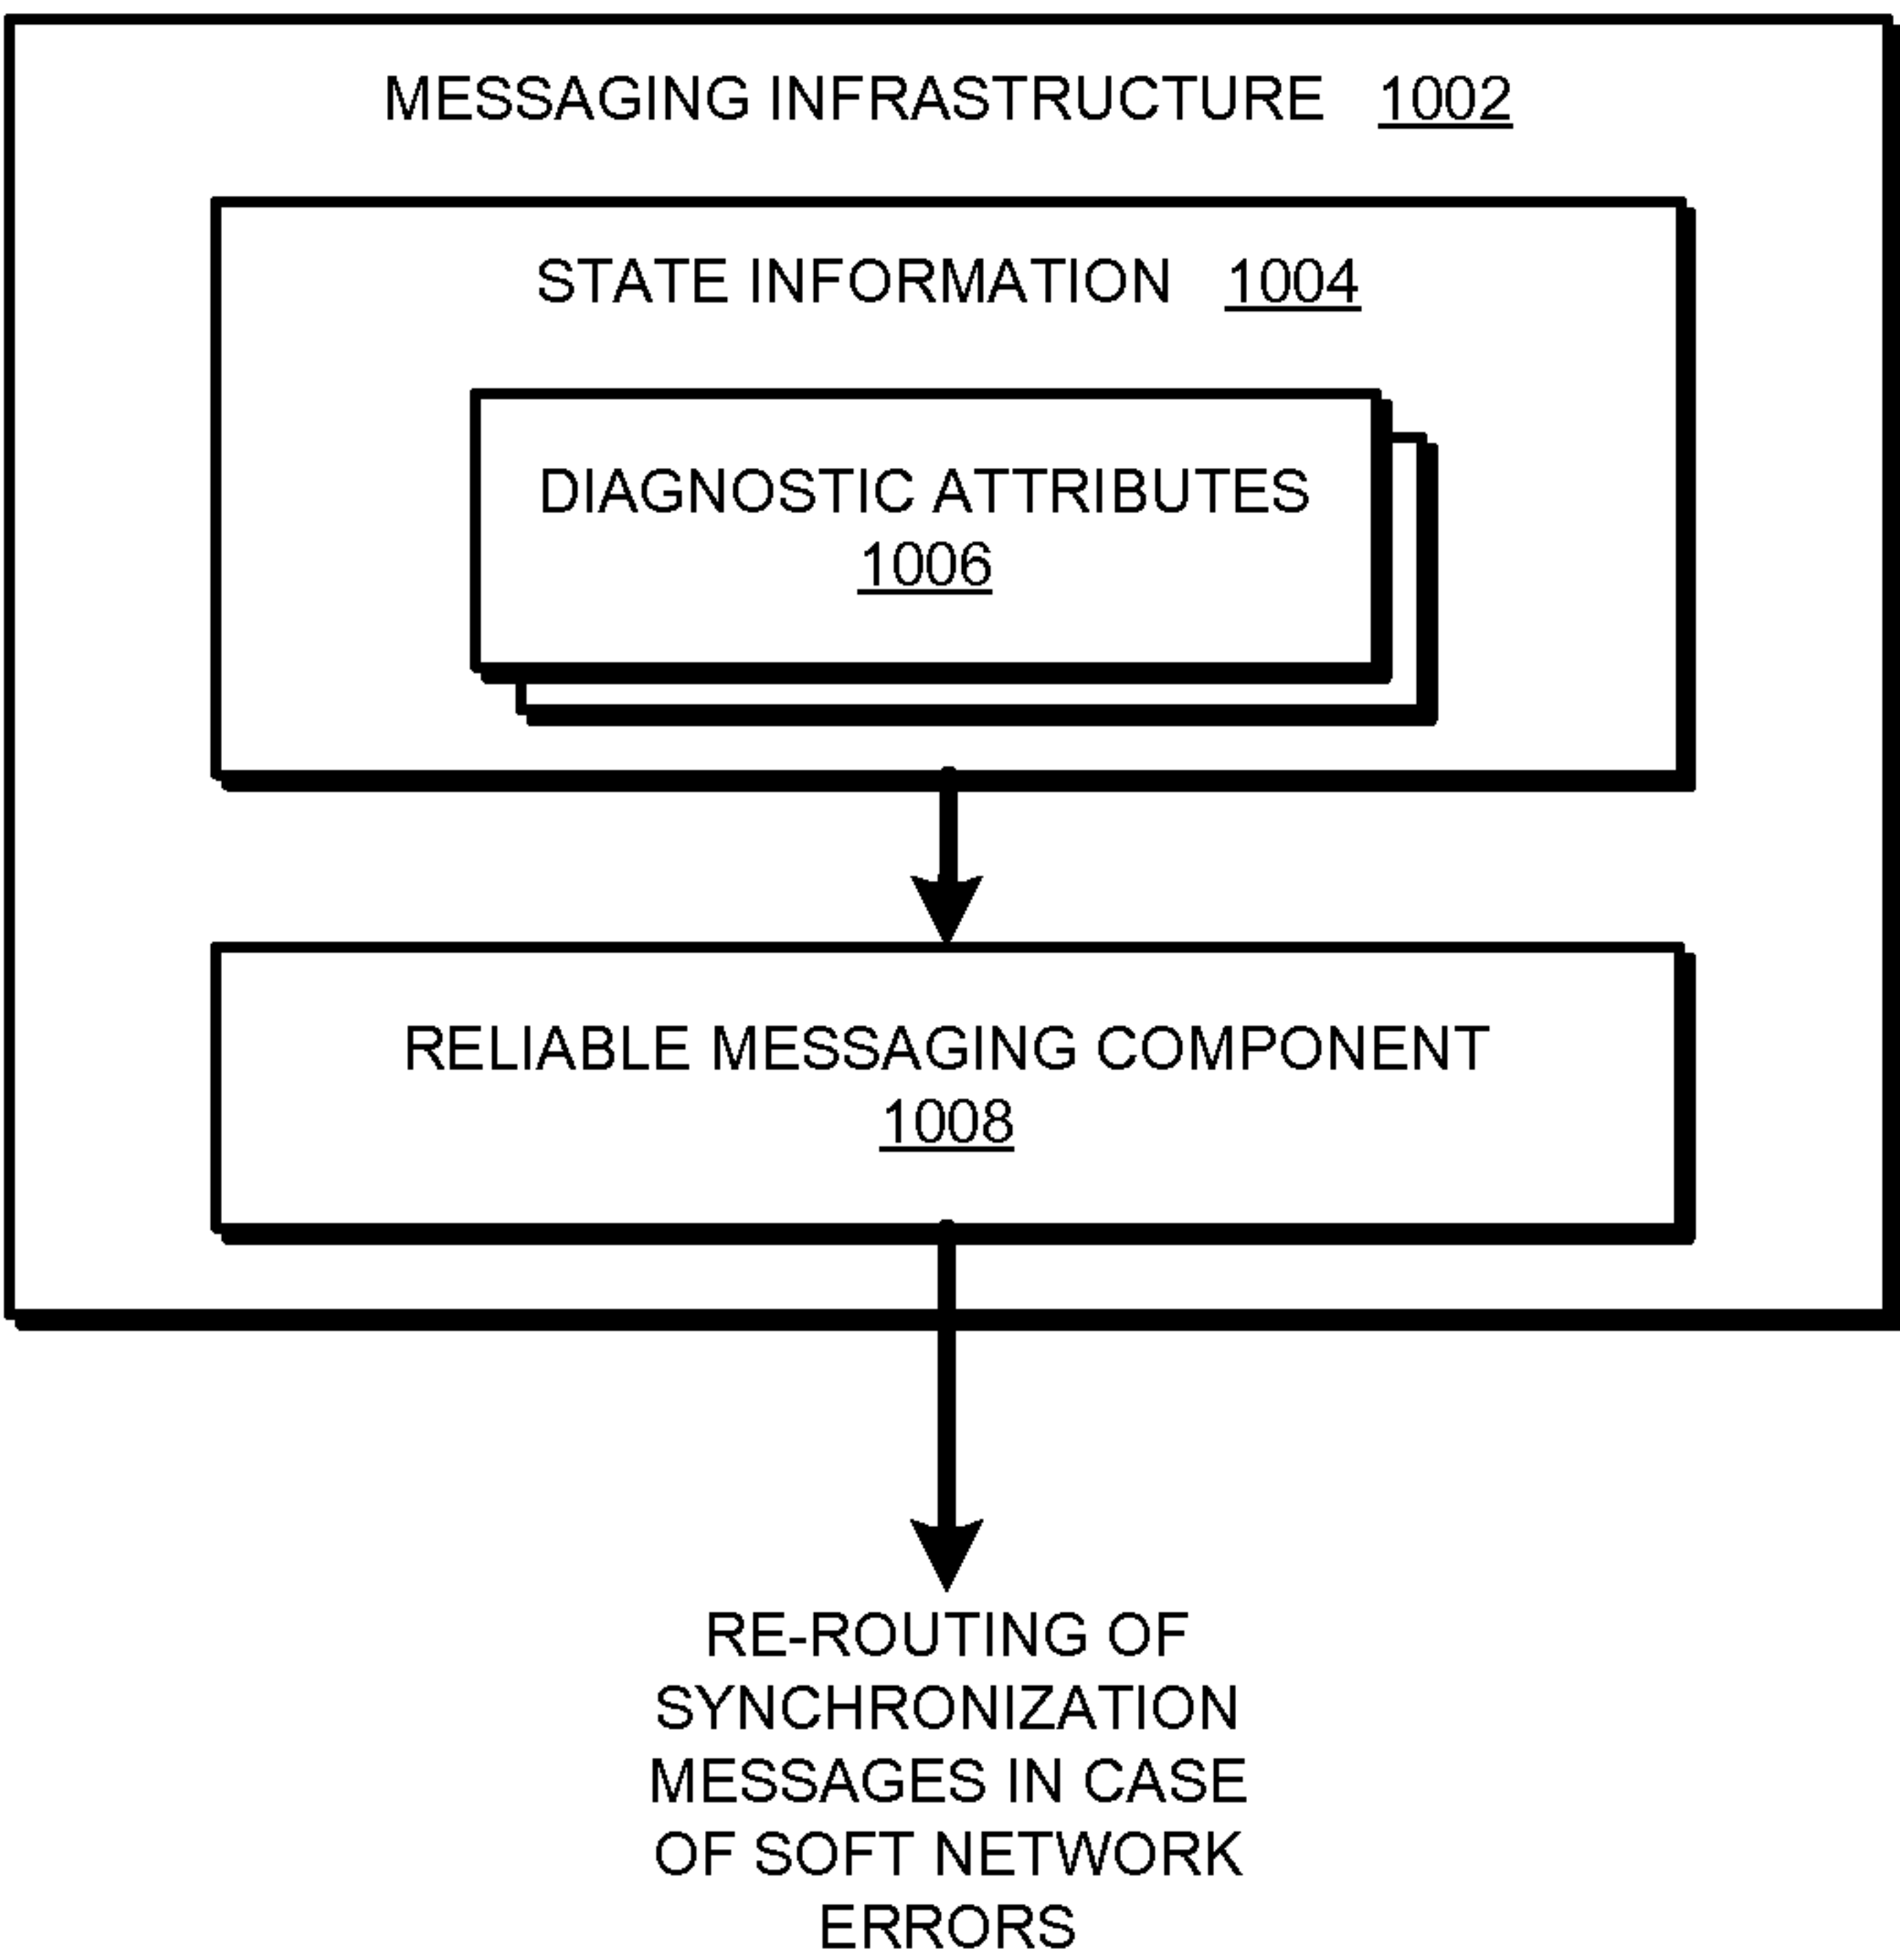 MESSAGING INFRASTRUCTURE 1002
STATE INFORMATION 1004
DIAGNOSTIC ATTRIBUTES
1006
RELIABLE MESSAGING COMPONENT
1008
RE-ROUTING OF
SYNCHRONIZATION
MESSAGES IN CASE
OF SOFT NETWORK
ERRORS